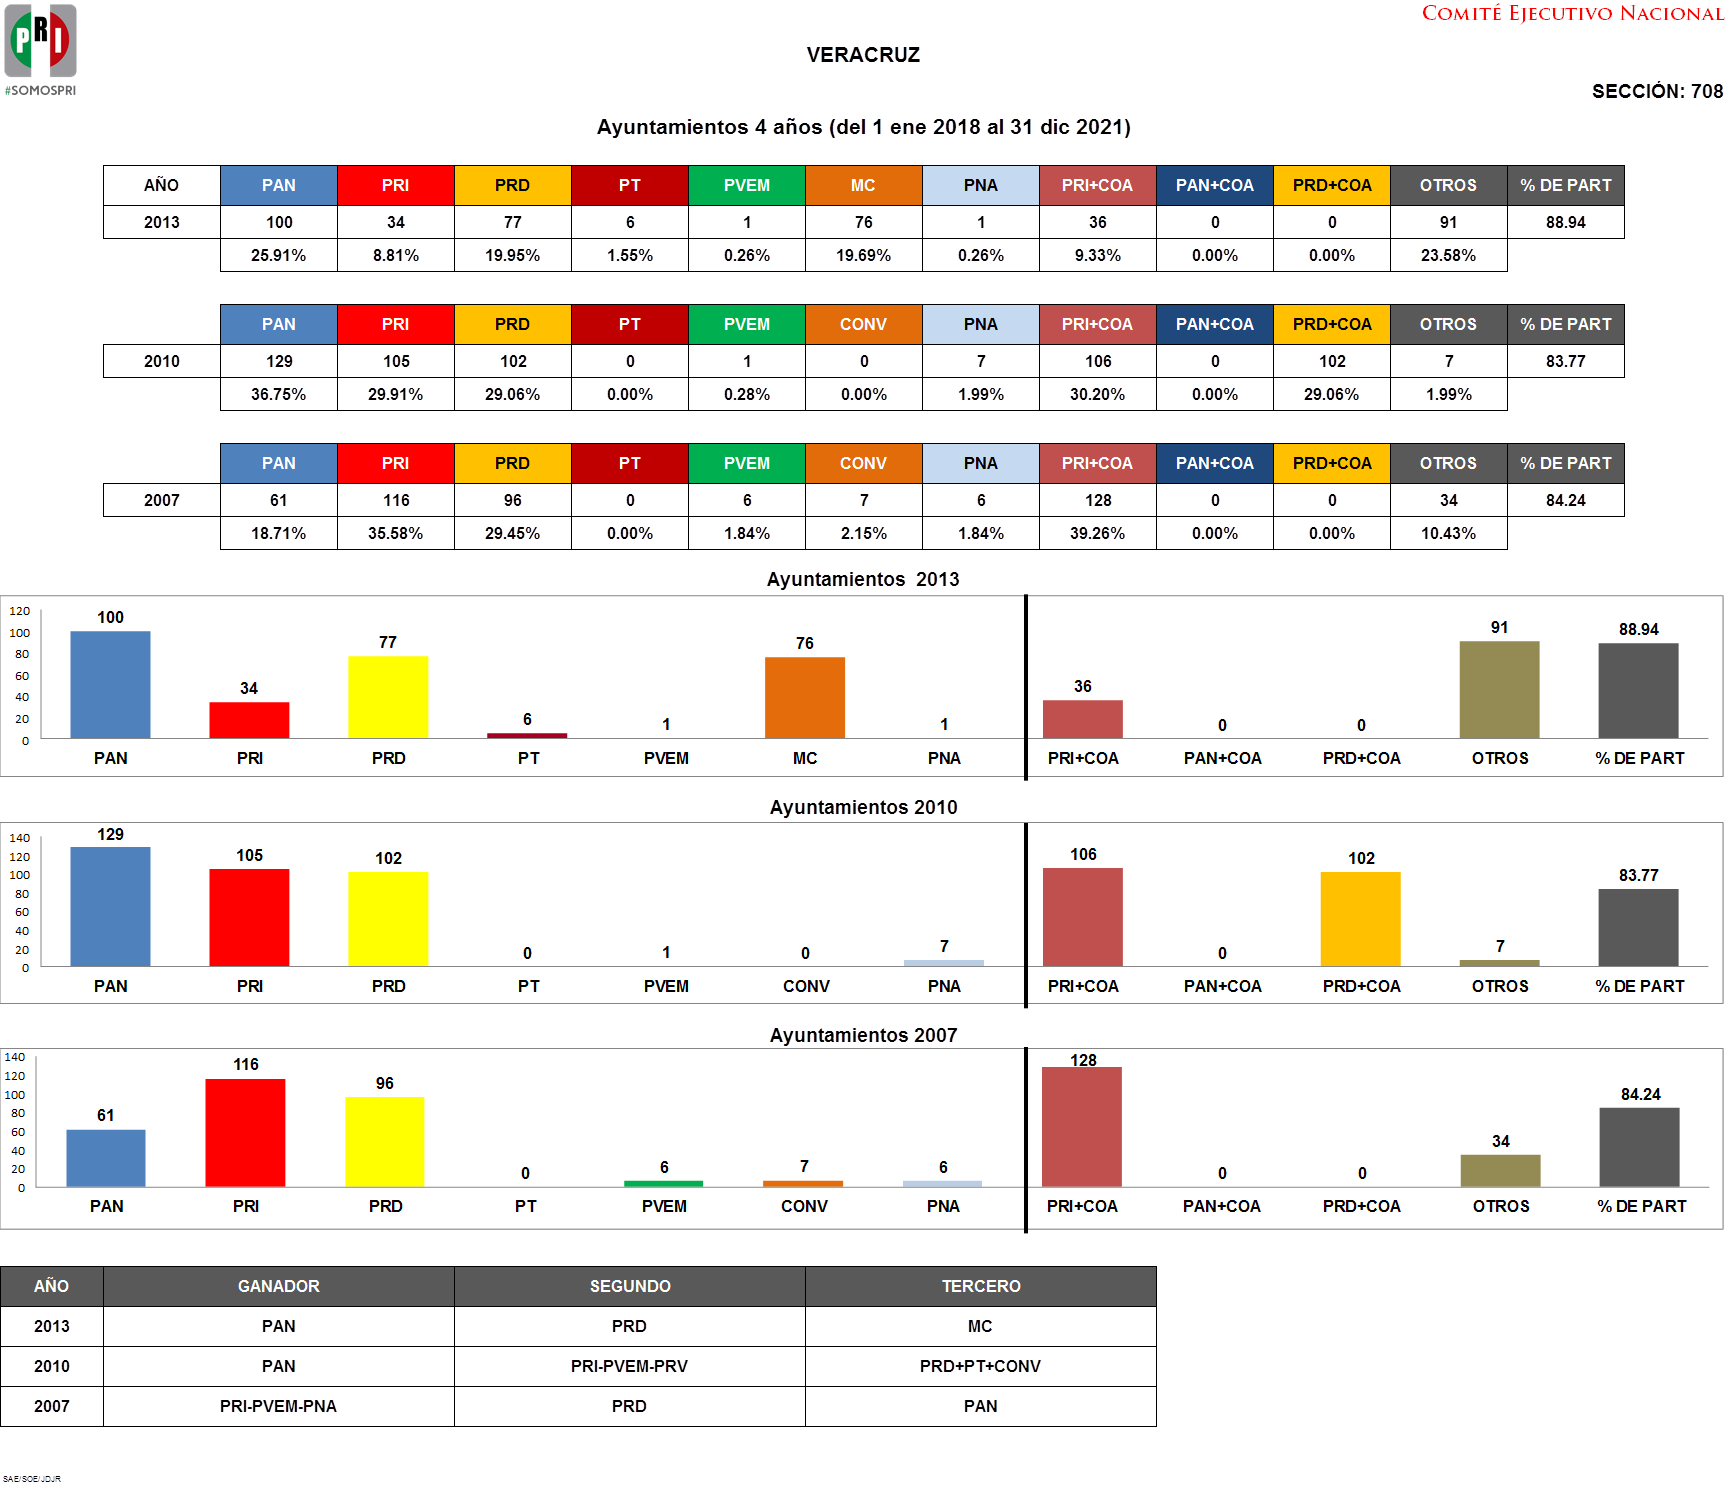 COMITÉ EJECUTIVO NACIONAL
PRI
#SOMOSPRI
VERACRUZ
SECCIÓN: 708
Ayuntamientos 4 años (del 1 ene 2018 al 31 dic 2021)
AÑO PAN PRI PRD PT PVEM MC PNA PRI+COA PAN+COA PRD+COA OTROS % DE PART
2013 100 34 77 6 1 76 1 36 0 0 91 88.94
25.91% 8.81% 19.95% 1.55% 0.26% 19.69% 0.26% 9.33% 0.00% 0.00% 23.58%
PAN PRI PRD PT PVEM CONV PNA PRI+COA PAN+COA PRD+COA OTROS % DE PART
2010 129 105 102 0 1 0 7 106 0 102 7 83.77
36.75% 29.91% 29.06% 0.00% 0.28% 0.00% 1.99% 30.20% 0.00% 29.06% 1.99%
PAN PRI PRD PT PVEM CONV PNA PRI+COA PAN+COA PRD+COA OTROS % DE PART
2007 61 116 96 0 6 7 6 128 0 0 34 84.24
18.71% 35.58% 29.45% 0.00% 1.84% 2.15% 1.84% 39.26% 0.00% 0.00% 10.43%
Ayuntamientos 2013
120
100
80
60
40
20
0
100 34 77 6 1 76 1 36 0 0 91 88.94
PAN PRI PRD PT PVEM MC PNA PRI+COA PAN+COA PRD+COA OTROS % DE PART
Ayuntamientos 2010
140
120
100
80
60
40
20
0
129 105 102 0 1 0 7 106 0 102 7 83.77
PAN PRI PRD PT PVEM CONV PNA PRI+COA PAN+COA PRD+COA OTROS % DE PART
Ayuntamientos 2007
140
120
100
80
60
40
20
0
61 116 96 0 6 7 6 128 0 0 34 84.24
PAN PRI PRD PT PVEM CONV PNA PRI+COA PAN+COA PRD+COA OTROS % DE PART
AÑO GANADOR SEGUNDO TERCERO
2013 PAN PRD MC
2010 PAN PRI-PVEM-PRV PRD+PT+CONV
2007 PRI-PVEM-PNA PRD PAN
SAE/SOE/JDJR